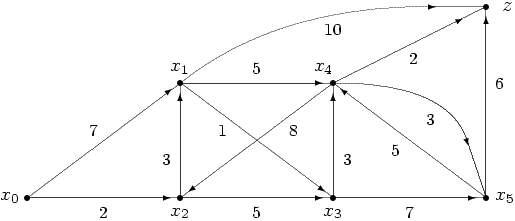 z
10
x₁ 5 x₄ 2
6
7 1 8 3
3 3 5
x₀ x₂ x₃ x₅
2 5 7